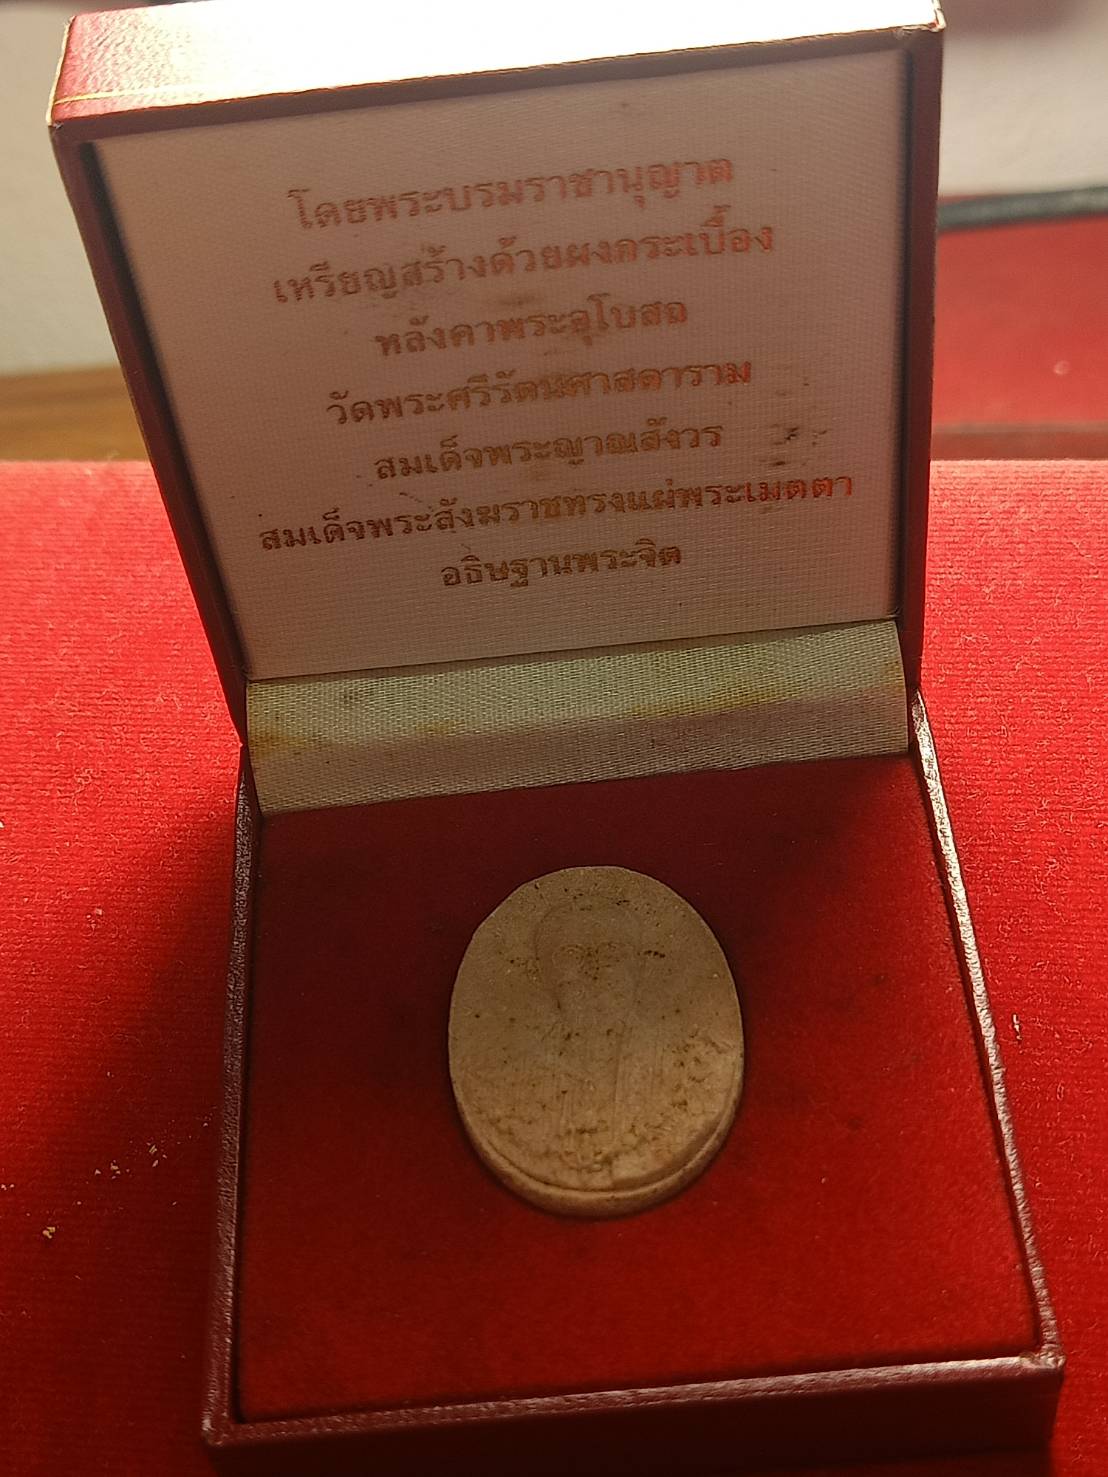 โดยพระบรมราชานุญาต
เหรียญสร้างด้วยผงกระเบื้อง
หลังคาพระอุโบสถ
วัดพระศรีรัตนศาสดาราม
สมเด็จพระญาณสังวร
สมเด็จพระสังฆราชทรงแผ่พระเมตตา
อธิษฐานพระจิต